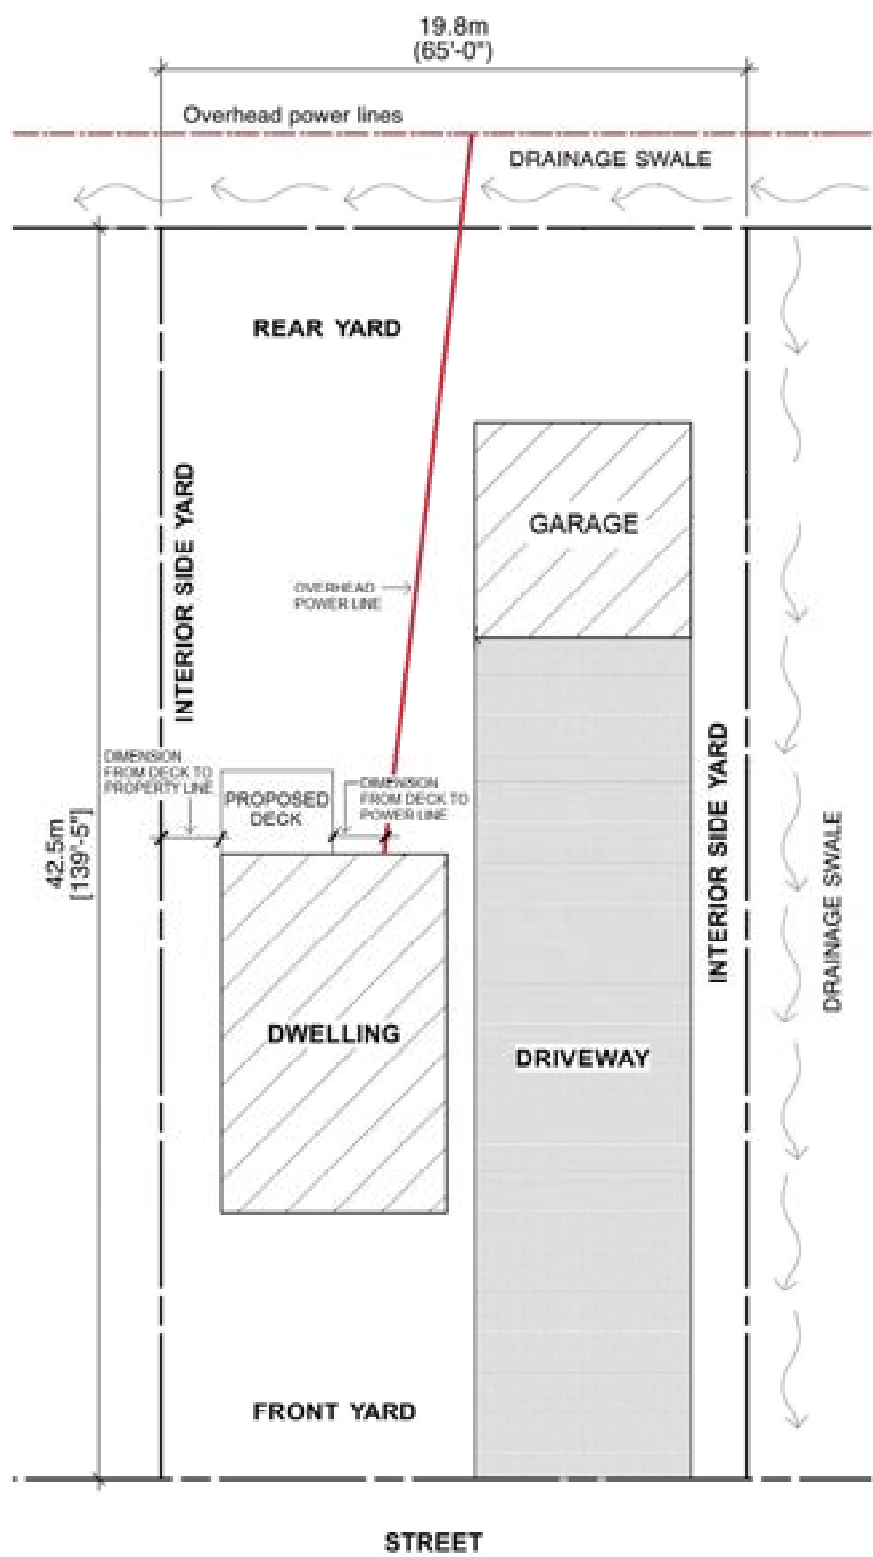 19.8m
(65'-0")
Overhead power lines
DRAINAGE SWALE
REAR YARD
INTERIOR SIDE YARD
GARAGE
OVERHEAD
POWER LINE
DIMENSION
FROM DECK TO
PROPERTY LINE
PROPOSED
DECK
DIMENSION
FROM DECK TO
POWER LINE
42.5m
[139'-5"]
INTERIOR SIDE YARD
DRAINAGE SWALE
DWELLING
DRIVEWAY
FRONT YARD
STREET